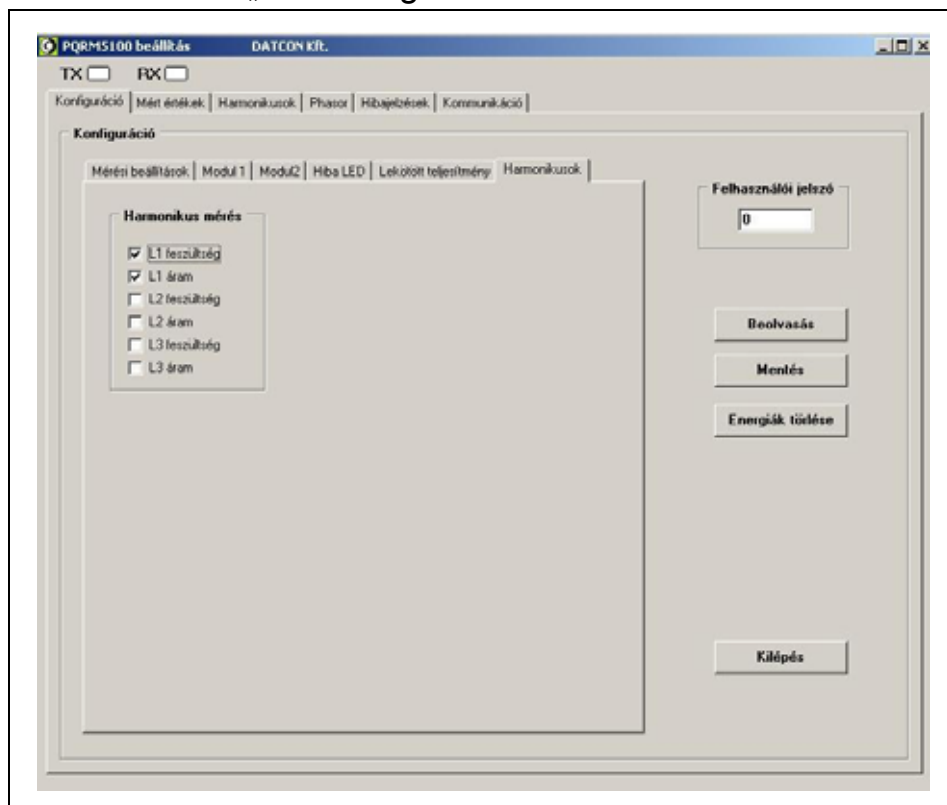 PQRM5100 beállítás DATCON Kft.
TX RX
Konfiguráció Mért értékek Harmonikusok Phasor Hibajelzések Kommunikáció
Konfiguráció
Mérési beállítások Modul 1 Modul2 Hiba LED Lekötött teljesítmény Harmonikusok
Felhasználói jelszó
0
Harmonikus mérés
L1 feszültség
L1 áram
L2 feszültség
L2 áram
L3 feszültség
L3 áram
Beolvasás
Mentés
Energiák törlése
Kilépés